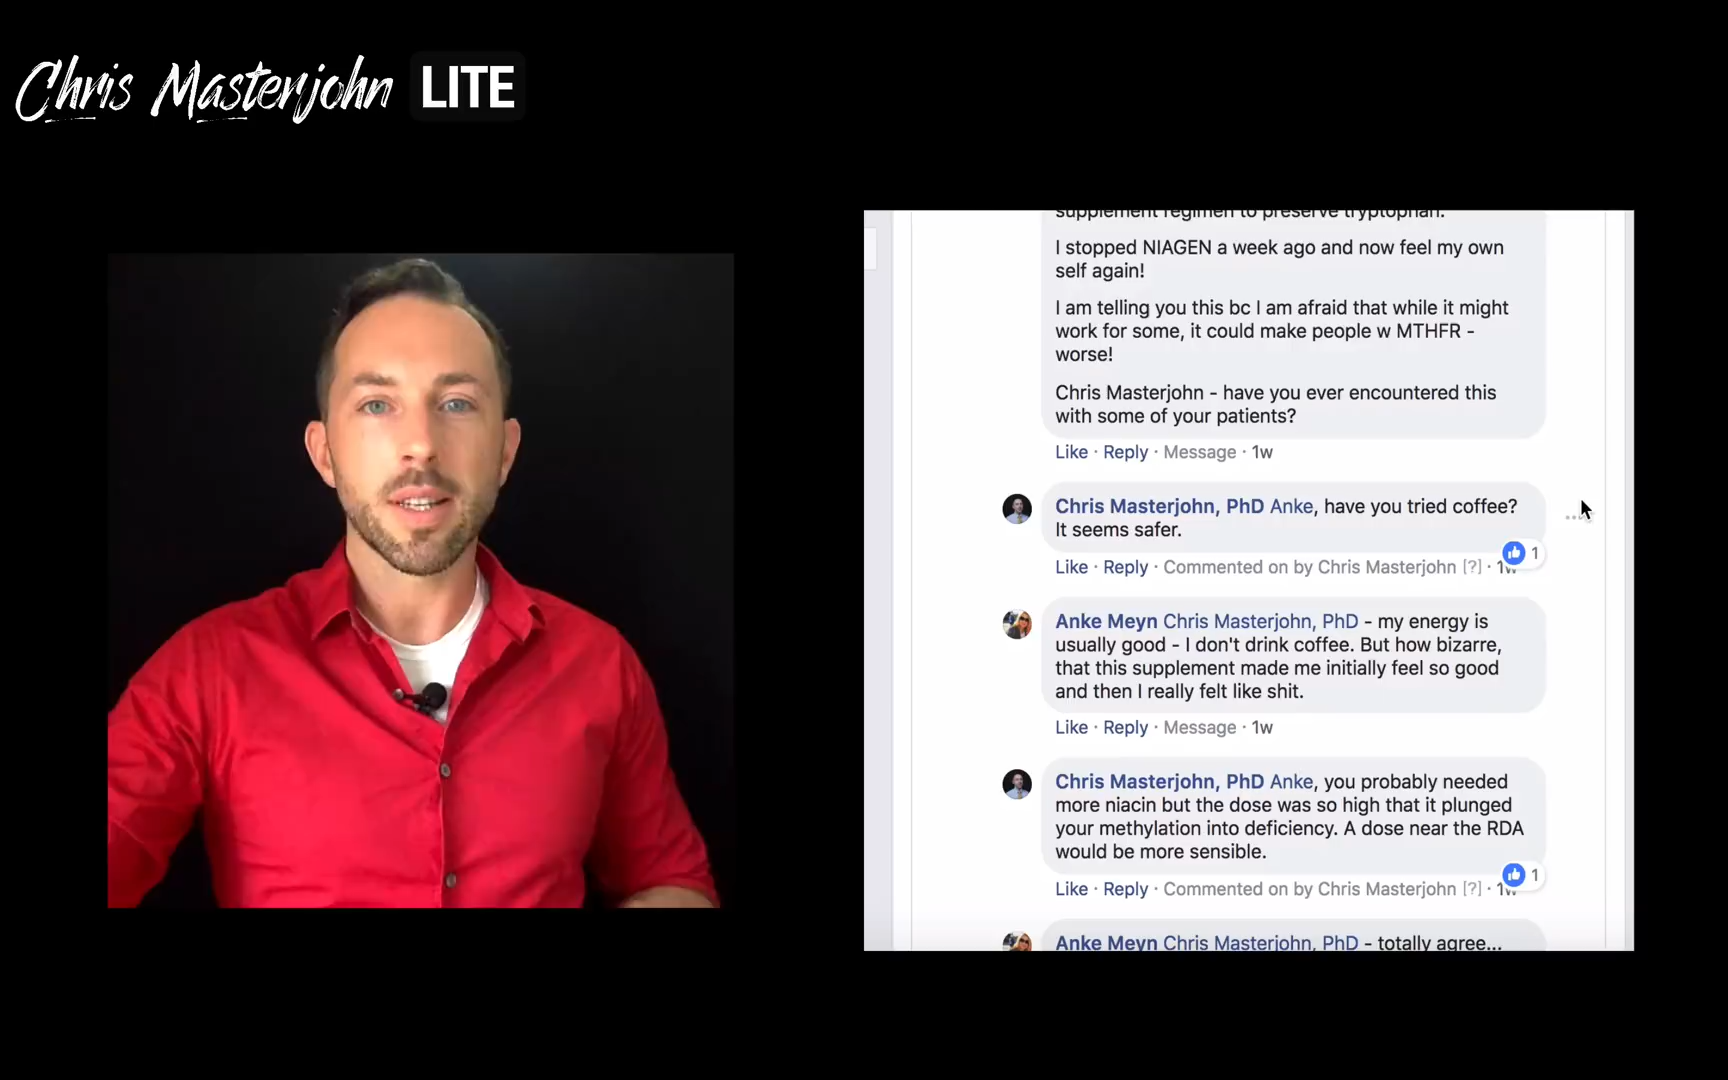 Chris Masterjohn LITE
supplement regimen to preserve tryptophan.
I stopped NIAGEN a week ago and now feel my own
self again!
I am telling you this bc I am afraid that while it might
work for some, it could make people w MTHFR -
worse!
Chris Masterjohn - have you ever encountered this
with some of your patients?
Like · Reply · Message · 1w
Chris Masterjohn, PhD Anke, have you tried coffee?
It seems safer.
1
Like · Reply · Commented on by Chris Masterjohn [?] · 1w
Anke Meyn Chris Masterjohn, PhD - my energy is
usually good - I don't drink coffee. But how bizarre,
that this supplement made me initially feel so good
and then I really felt like shit.
Like · Reply · Message · 1w
Chris Masterjohn, PhD Anke, you probably needed
more niacin but the dose was so high that it plunged
your methylation into deficiency. A dose near the RDA
would be more sensible.
1
Like · Reply · Commented on by Chris Masterjohn [?] · 1w
Anke Meyn Chris Masterjohn, PhD - totally agree...